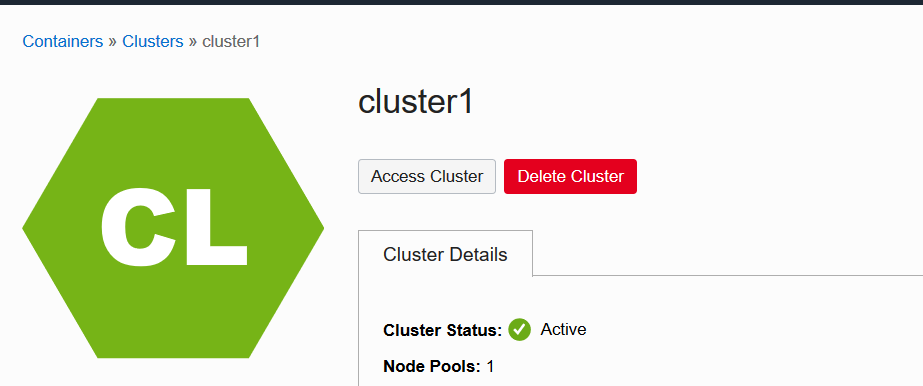 Containers » Clusters » cluster1
CL
cluster1
Access Cluster Delete Cluster
Cluster Details
Cluster Status: Active
Node Pools: 1